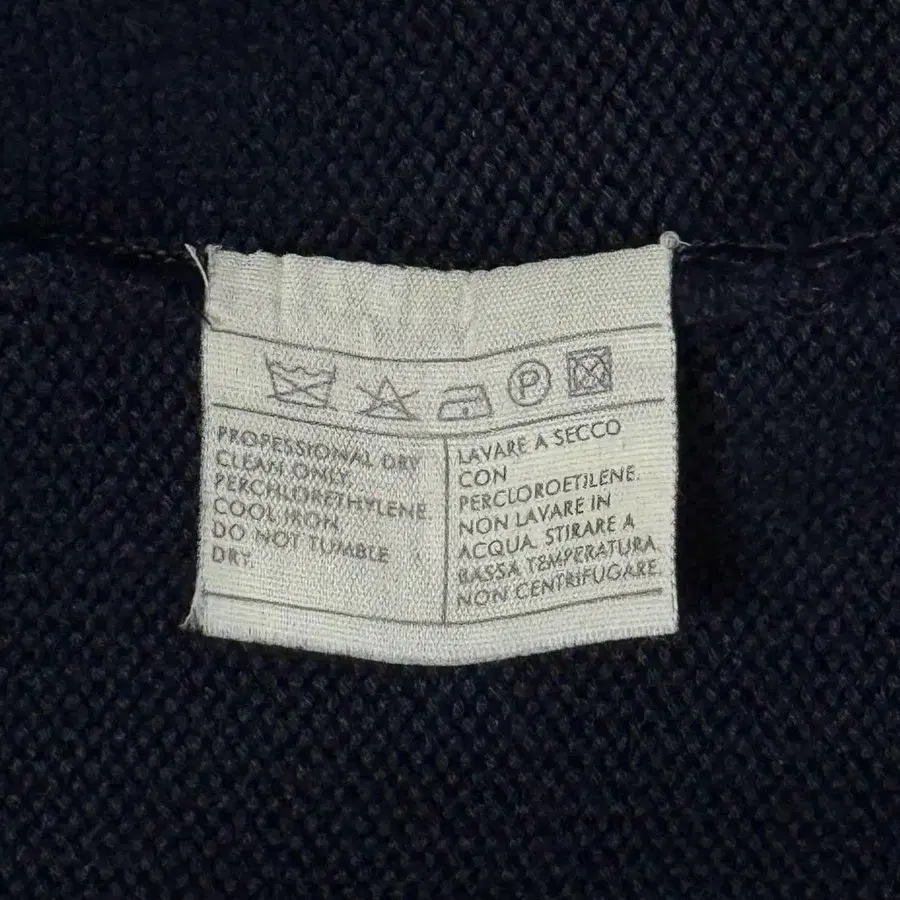 P
PROFESSIONAL DRY
CLEAN ONLY.
PERCHLORETHYLENE.
COOL IRON.
DO NOT TUMBLE
DRY.
LAVARE A SECCO
CON
PERCLOROETILENE.
NON LAVARE IN
ACQUA. STIRARE A
BASSA TEMPERATURA.
NON CENTRIFUGARE.